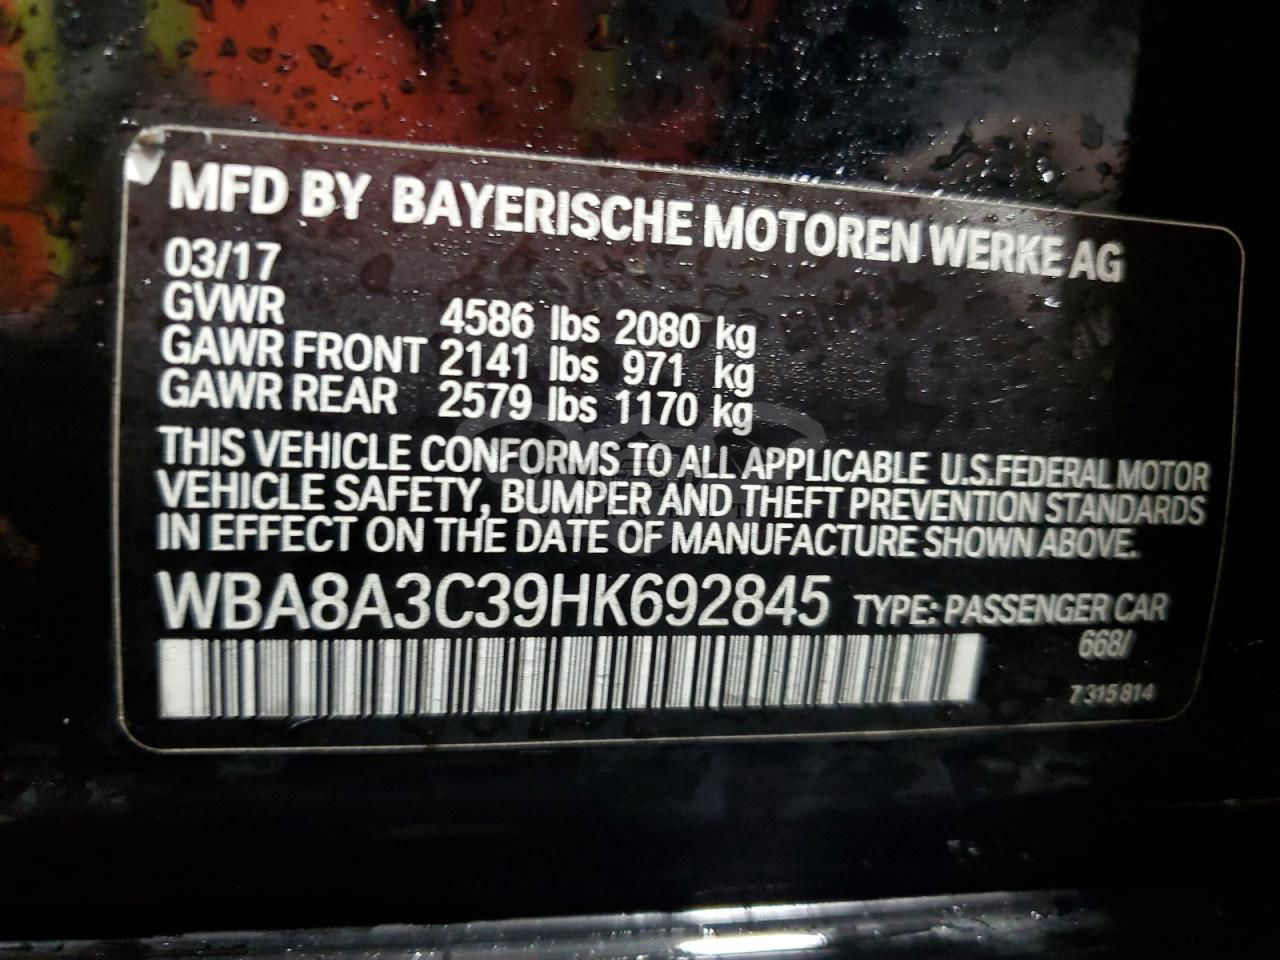 MFD BY BAYERISCHE MOTOREN WERKE AG
03/17
GVWR 4586 lbs 2080 kg
GAWR FRONT 2141 lbs 971 kg
GAWR REAR 2579 lbs 1170 kg
THIS VEHICLE CONFORMS TO ALL APPLICABLE U.S.FEDERAL MOTOR
VEHICLE SAFETY, BUMPER AND THEFT PREVENTION STANDARDS
IN EFFECT ON THE DATE OF MANUFACTURE SHOWN ABOVE.
WBA8A3C39HK692845 TYPE: PASSENGER CAR
668/
7 315 814